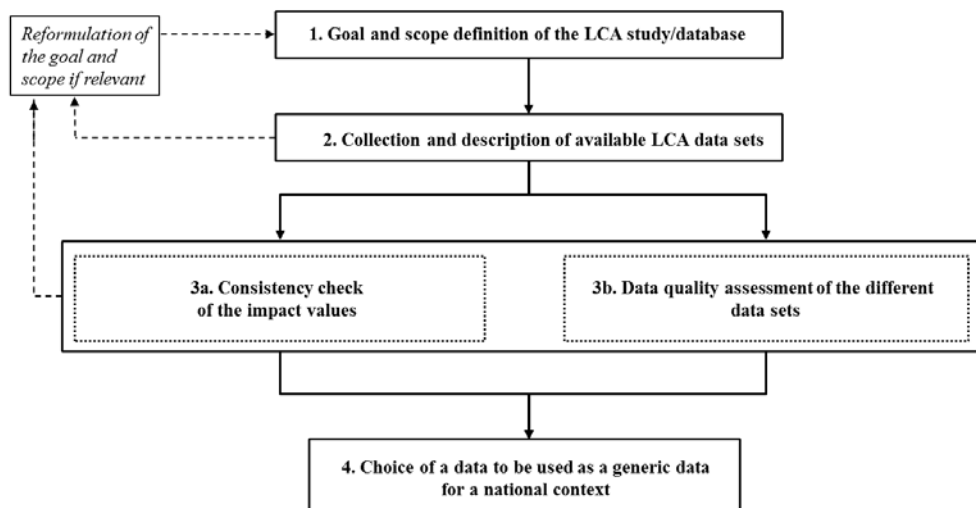 Reformulation of
the goal and
scope if relevant
1. Goal and scope definition of the LCA study/database
2. Collection and description of available LCA data sets
3a. Consistency check
of the impact values
3b. Data quality assessment of the different
data sets
4. Choice of a data to be used as a generic data
for a national context